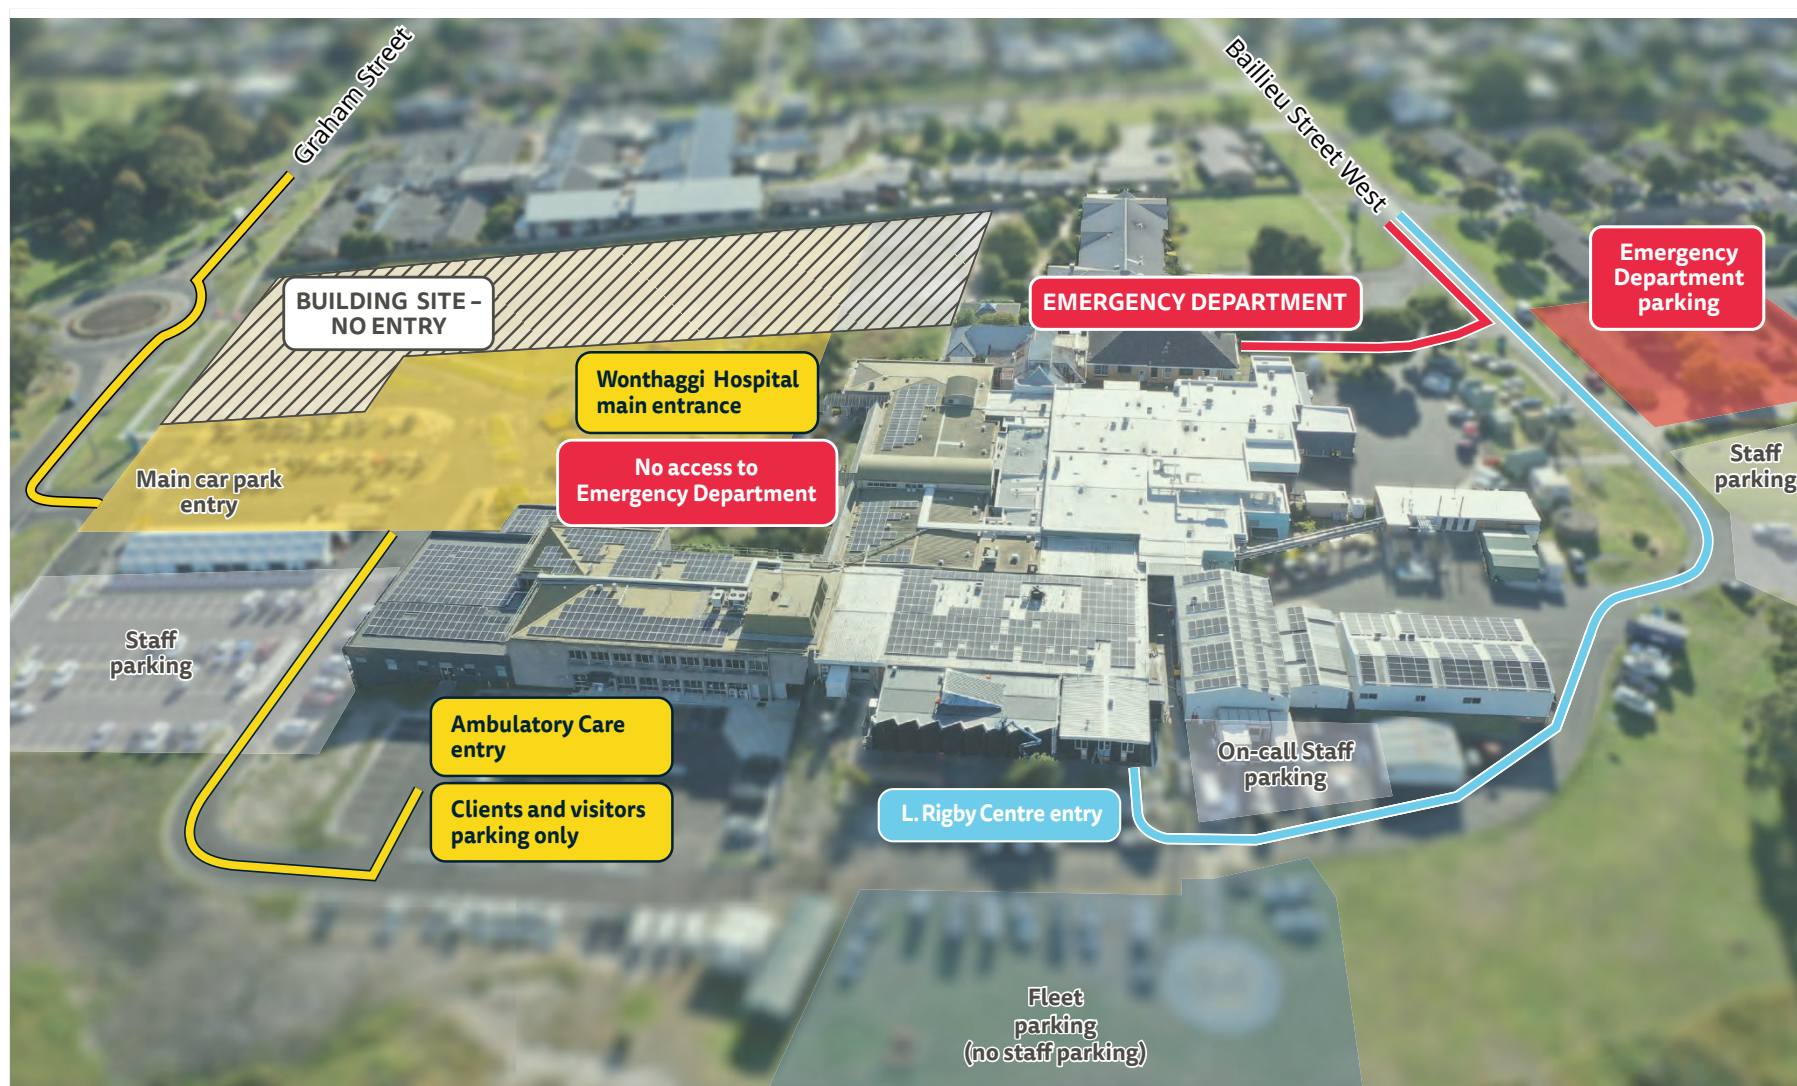 Graham Street
Baillieu Street West
BUILDING SITE –
NO ENTRY
EMERGENCY DEPARTMENT
Emergency
Department
parking
Wonthaggi Hospital
main entrance
No access to
Emergency Department
Main car park
entry
Staff
parking
Staff
parking
Ambulatory Care
entry
Clients and visitors
parking only
L. Rigby Centre entry
On-call Staff
parking
Fleet
parking
(no staff parking)